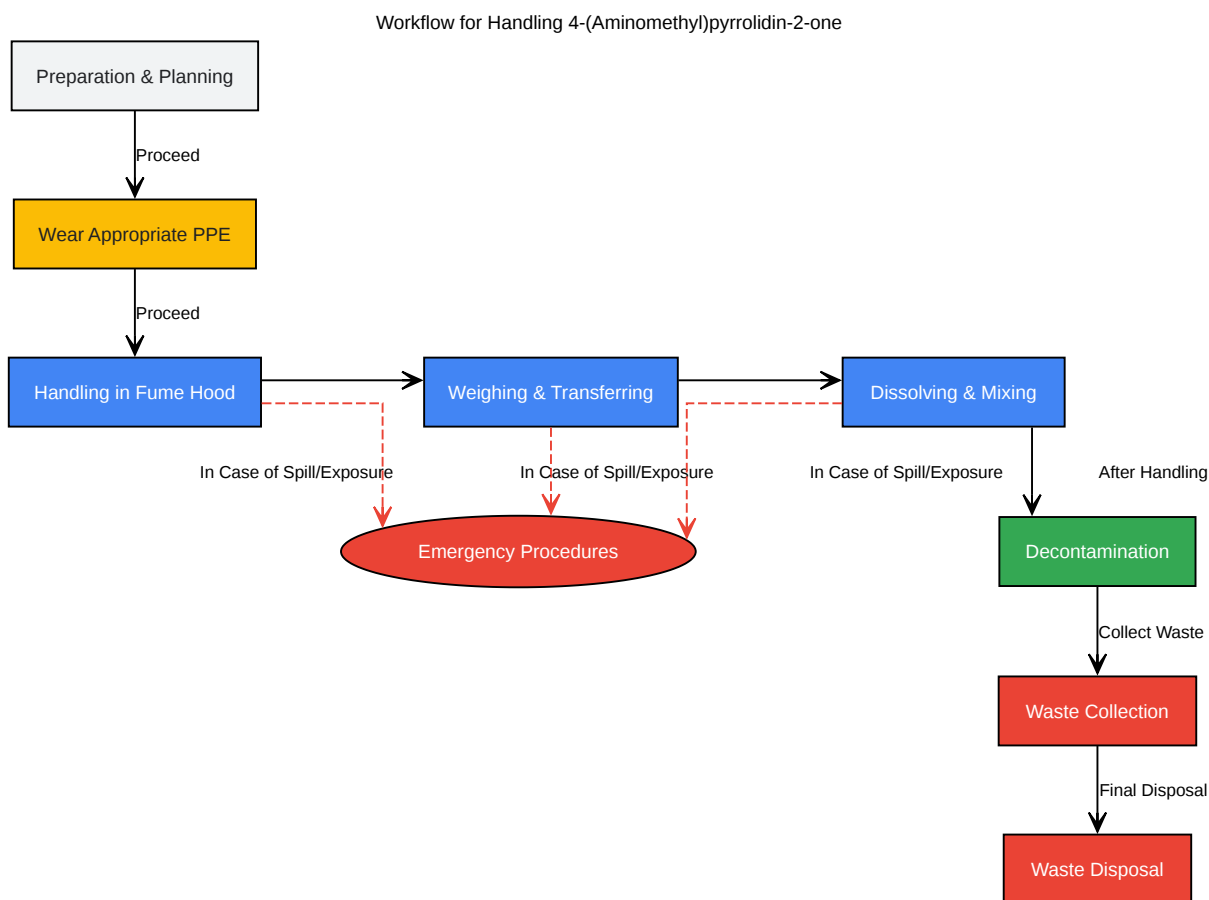 Workflow for Handling 4-(Aminomethyl)pyrrolidin-2-one
Preparation & Planning
Proceed
Wear Appropriate PPE
Proceed
Handling in Fume Hood
Weighing & Transferring
Dissolving & Mixing
In Case of Spill/Exposure
In Case of Spill/Exposure
In Case of Spill/Exposure
After Handling
Emergency Procedures
Decontamination
Collect Waste
Waste Collection
Final Disposal
Waste Disposal